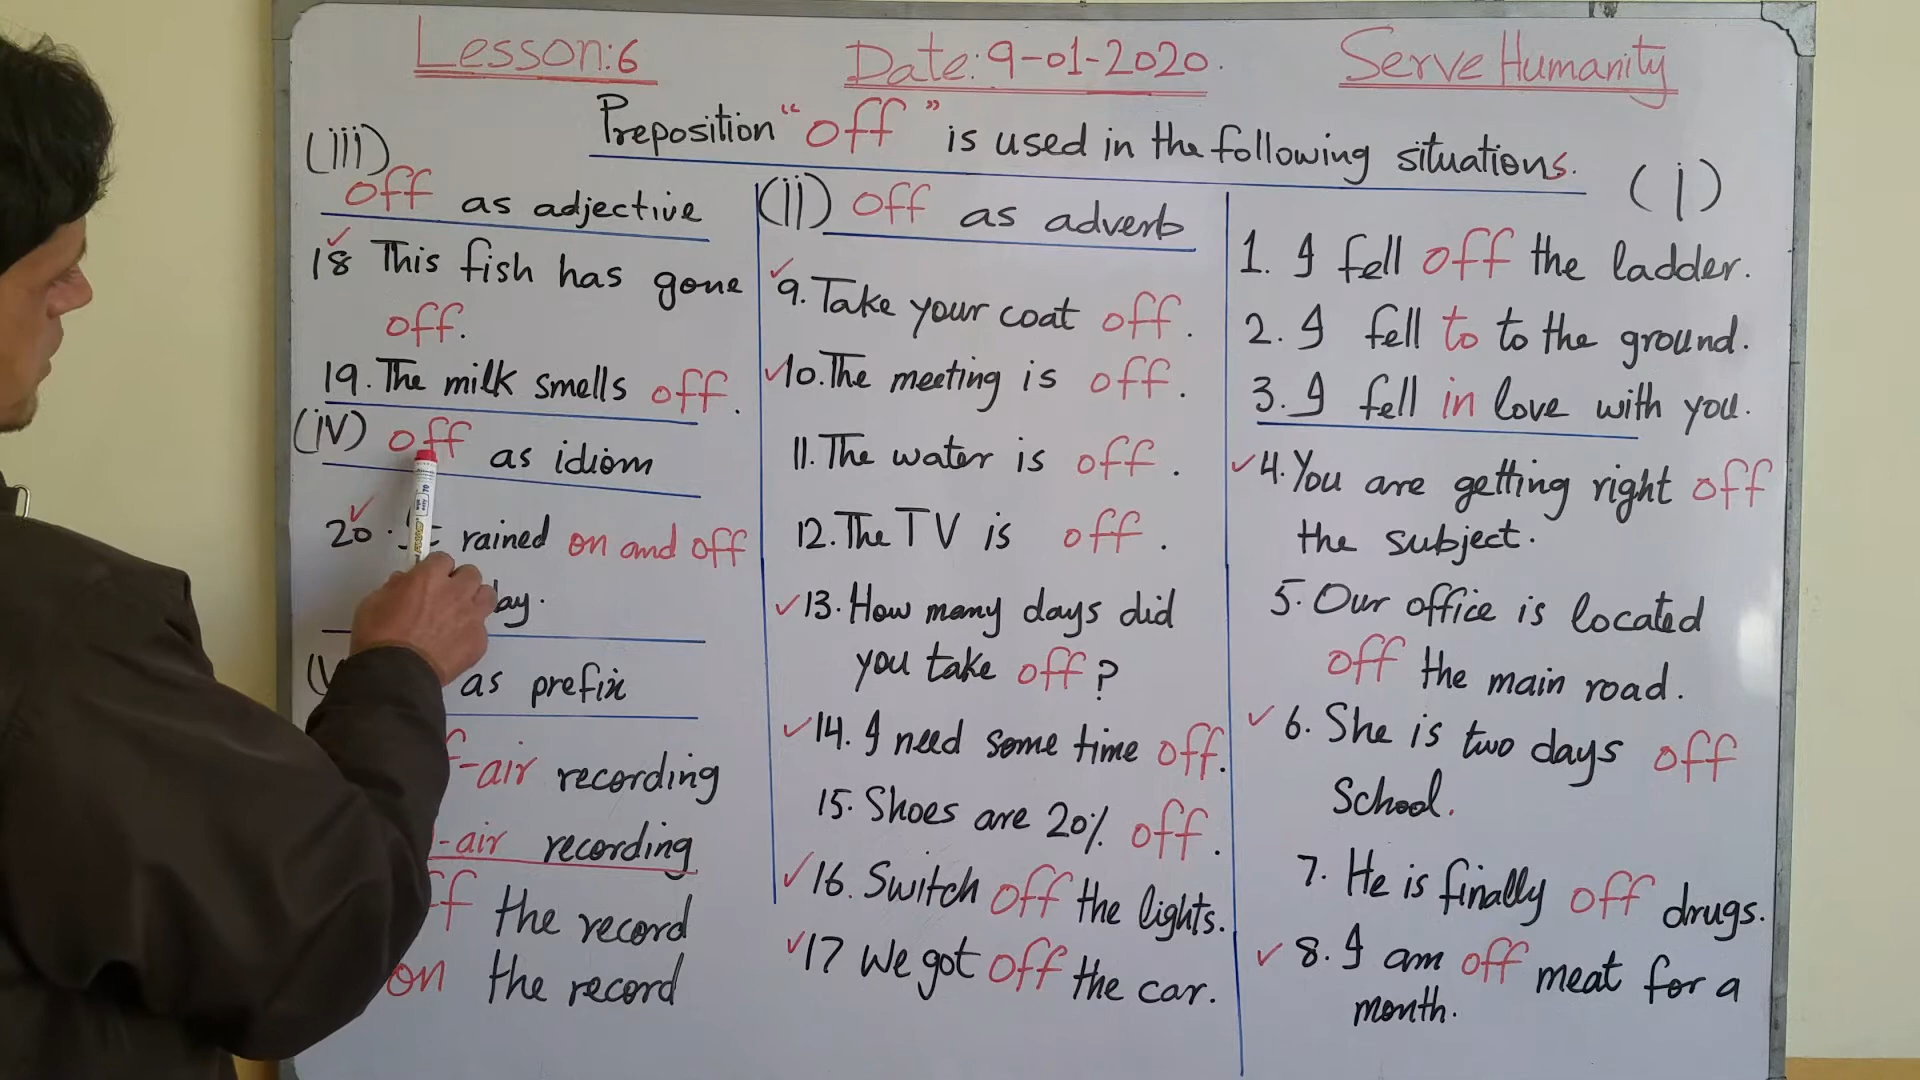 Lesson:6
Date:9-01-2020.
Serve Humanity
Preposition "off" is used in the following situations.
(i)
1. I fell off the ladder.
2. I fell to to the ground.
3. I fell in love with you.
4. You are getting right off
the subject.
5. Our office is located
off the main road.
6. She is two days off
School.
7. He is finally off drugs.
8. I am off meat for a
month.
(ii) off as adverb
9. Take your coat off.
10. The meeting is off.
11. The water is off.
12. The TV is off.
13. How many days did
you take off?
14. I need some time off.
15. Shoes are 20% off.
16. Switch off the lights.
17 We got off the car.
(iii)
off as adjective
18 This fish has gone
off.
19. The milk smells off.
(iv) off as idiom
20. rained on and off
as prefix
-air recording
-air recording
the record
on the record